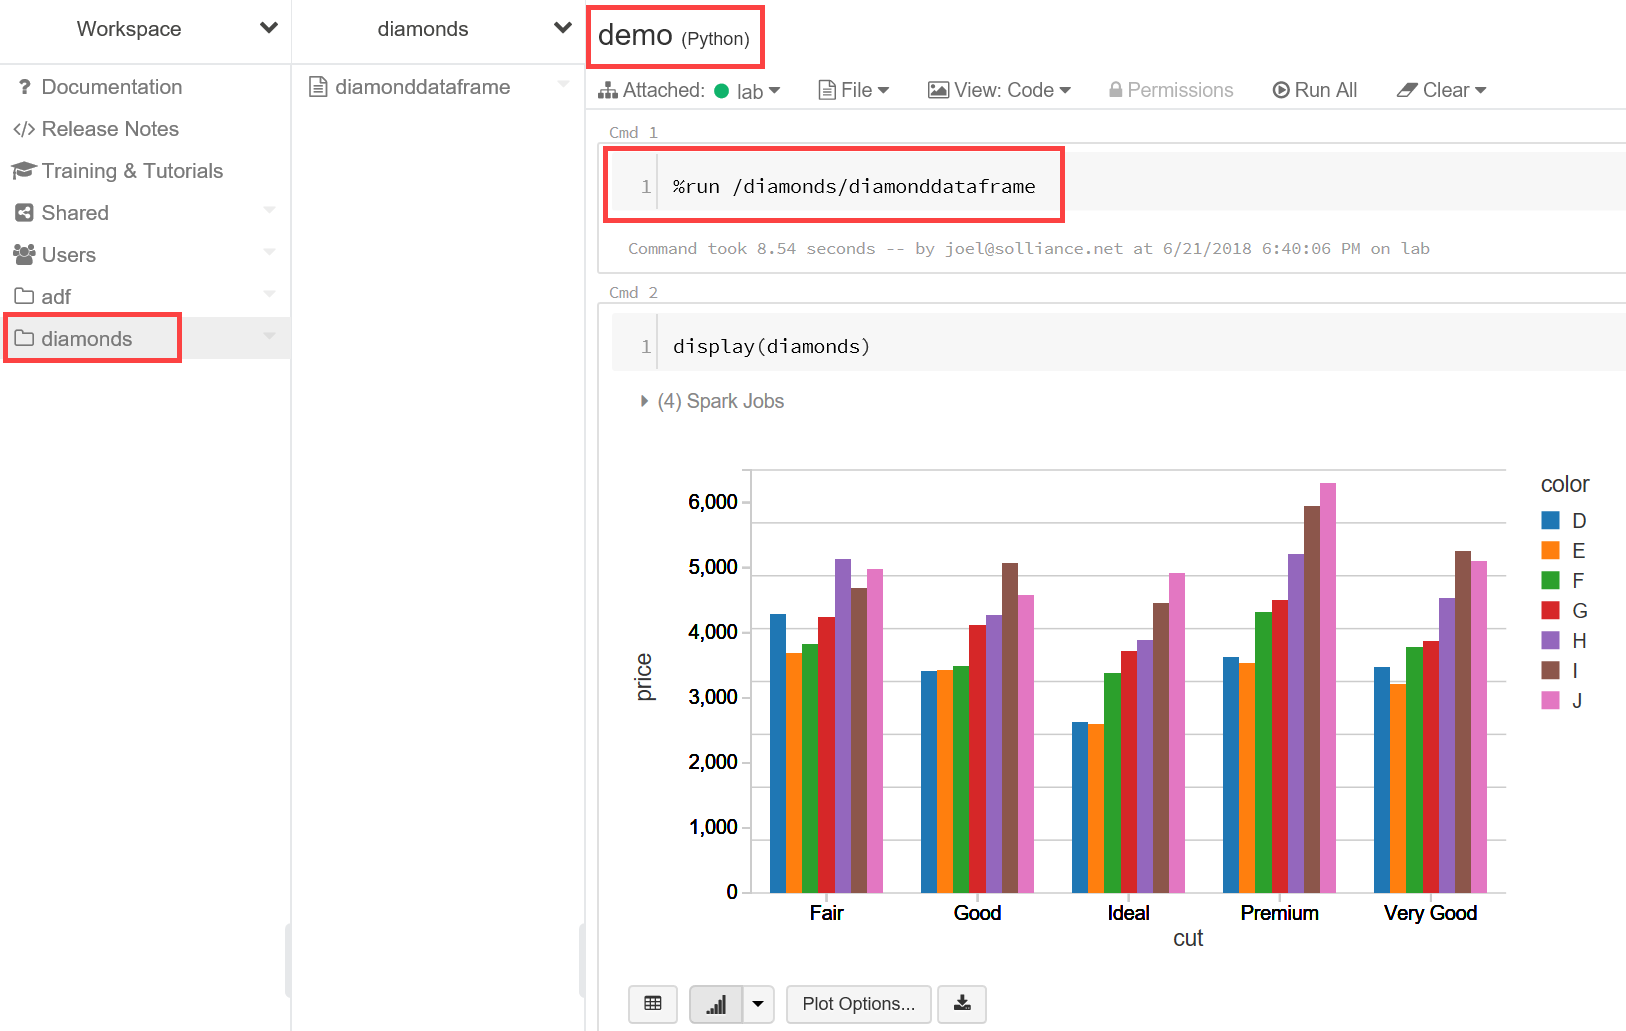 Workspace
? Documentation
</> Release Notes
Training & Tutorials
Shared
Users
adf
diamonds
diamonds
diamonddataframe
demo (Python)
Attached: lab File View: Code Permissions Run All Clear
Cmd 1
1 %run /diamonds/diamonddataframe
Command took 8.54 seconds -- by joel@solliance.net at 6/21/2018 6:40:06 PM on lab
Cmd 2
1 display(diamonds)
(4) Spark Jobs
6,000
5,000
4,000
3,000
2,000
1,000
0
price
Fair Good Ideal Premium Very Good
cut
color
D
E
F
G
H
I
J
Plot Options...